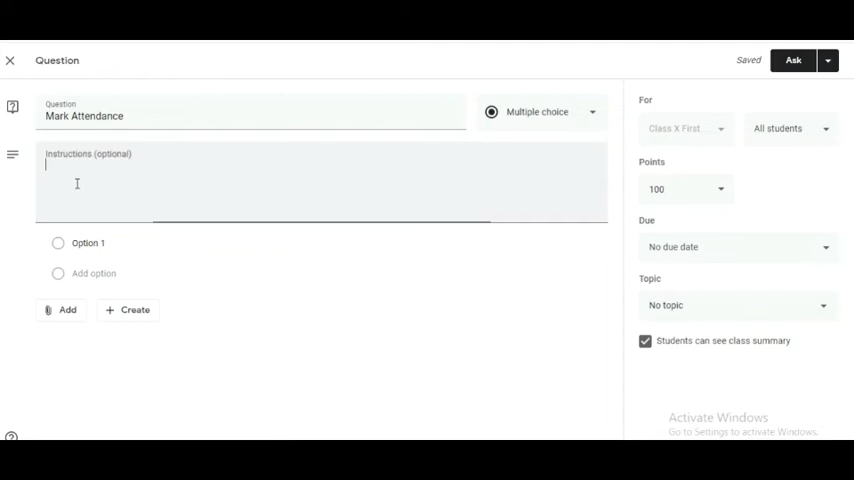 Question
Saved
Ask
Question
Mark Attendance
Multiple choice
Instructions (optional)
Option 1
Add option
Add
Create
For
Class X First ...
All students
Points
100
Due
No due date
Topic
No topic
Students can see class summary
Activate Windows
Go to Settings to activate Windows.